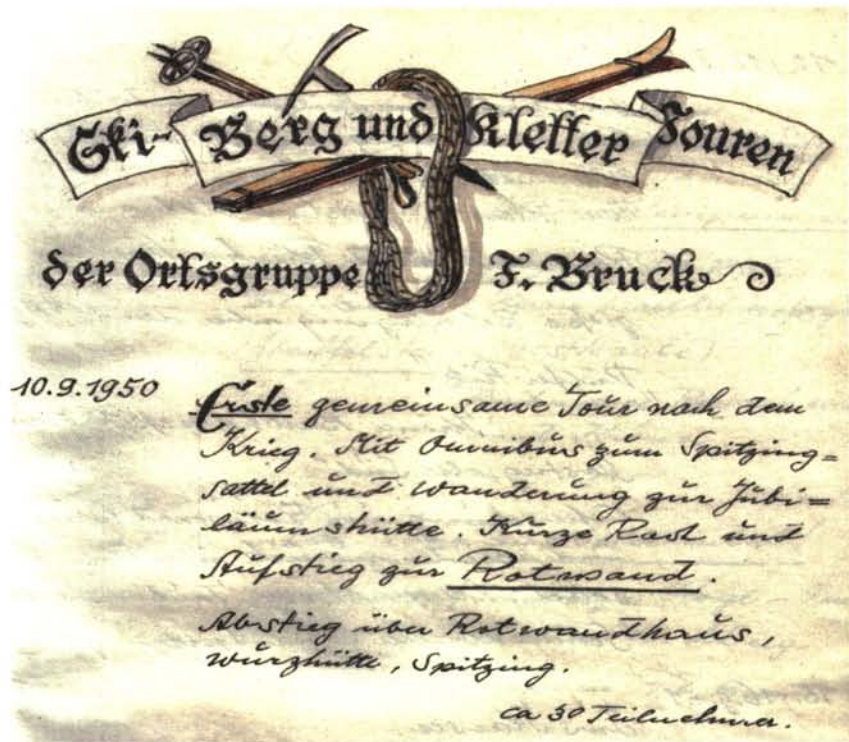 Ski- Berg und Kletter Touren
der Ortsgruppe F. Bruck
10.9.1950 Erste gemeinsame Tour nach dem
Krieg. Mit Omnibus zum Spitzing=
sattel und Wanderung zur Jubi=
läumshütte. Kurze Rast und
Aufstieg zur Rotwand.
Abstieg über Rotwandhaus,
Wurzhütte, Spitzing.
ca 30 Teilnehmer.